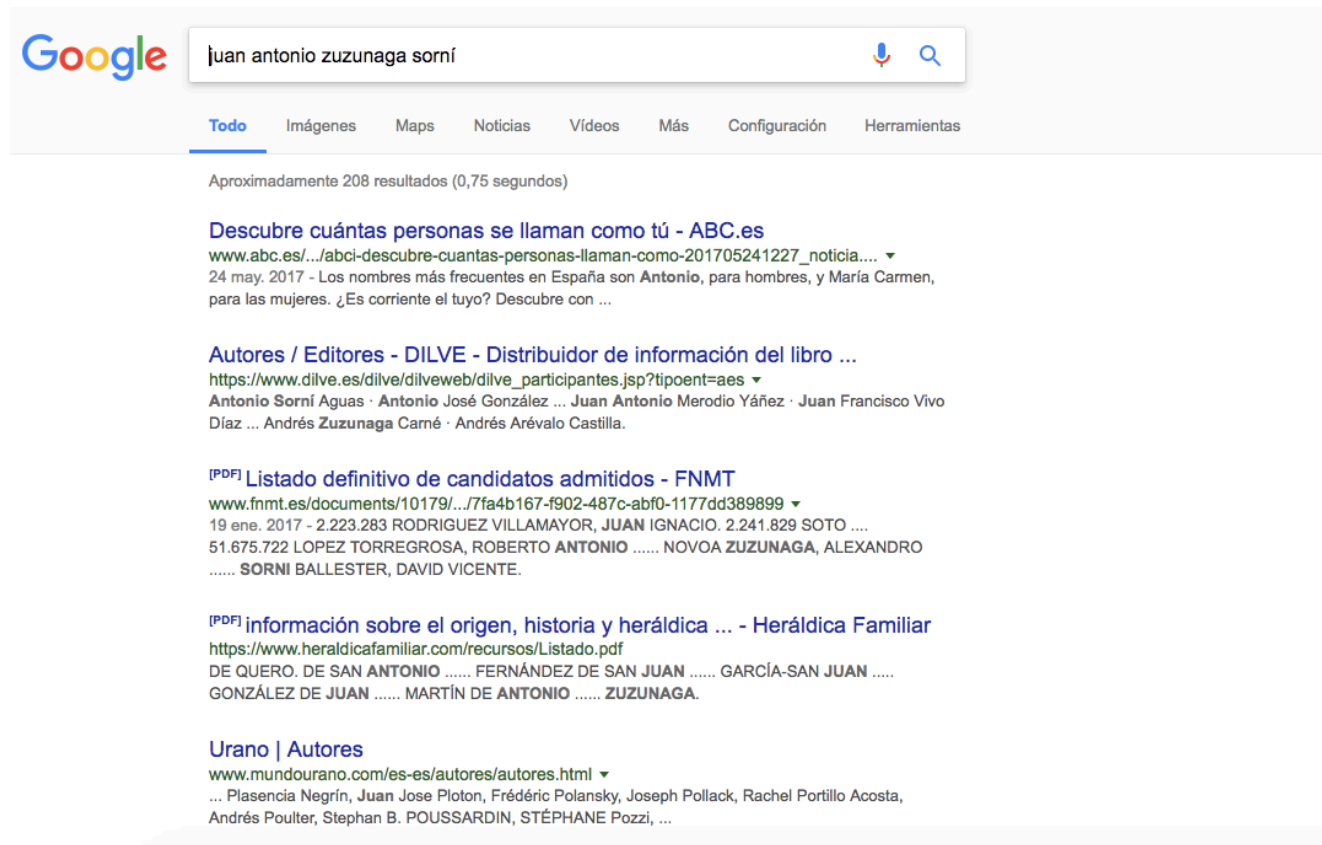 Google
juan antonio zuzunaga sorní
Todo Imágenes Maps Noticias Vídeos Más Configuración Herramientas
Aproximadamente 208 resultados (0,75 segundos)
Descubre cuántas personas se llaman como tú - ABC.es
www.abc.es/.../abci-descubre-cuantas-personas-llaman-como-201705241227_noticia....
24 may. 2017 - Los nombres más frecuentes en España son Antonio, para hombres, y María Carmen,
para las mujeres. ¿Es corriente el tuyo? Descubre con ...
Autores / Editores - DILVE - Distribuidor de información del libro ...
https://www.dilve.es/dilve/dilveweb/dilve_participantes.jsp?tipoent=aes
Antonio Sorní Aguas · Antonio José González ... Juan Antonio Merodio Yáñez · Juan Francisco Vivo
Díaz ... Andrés Zuzunaga Carné · Andrés Arévalo Castilla.
[PDF] Listado definitivo de candidatos admitidos - FNMT
www.fnmt.es/documents/10179/.../7fa4b167-f902-487c-abf0-1177dd389899
19 ene. 2017 - 2.223.283 RODRIGUEZ VILLAMAYOR, JUAN IGNACIO. 2.241.829 SOTO ....
51.675.722 LOPEZ TORREGROSA, ROBERTO ANTONIO ...... NOVOA ZUZUNAGA, ALEXANDRO
...... SORNI BALLESTER, DAVID VICENTE.
[PDF] información sobre el origen, historia y heráldica ... - Heráldica Familiar
https://www.heraldicafamiliar.com/recursos/Listado.pdf
DE QUERO. DE SAN ANTONIO ...... FERNÁNDEZ DE SAN JUAN ...... GARCÍA-SAN JUAN .....
GONZÁLEZ DE JUAN ...... MARTÍN DE ANTONIO ...... ZUZUNAGA.
Urano | Autores
www.mundourano.com/es-es/autores/autores.html
... Plasencia Negrín, Juan Jose Ploton, Frédéric Polansky, Joseph Pollack, Rachel Portillo Acosta,
Andrés Poulter, Stephan B. POUSSARDIN, STÉPHANE Pozzi, ...